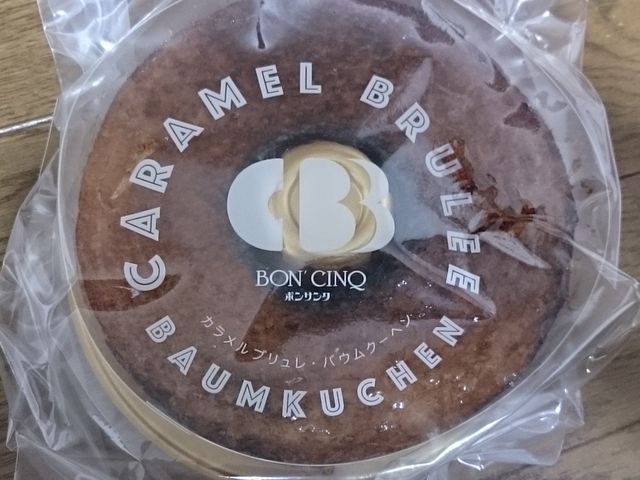 CARAMEL BRULEE
CB
BON' CINQ
ボンサンク
カラメルブリュレ・バウムクーヘン
BAUMKUCHEN